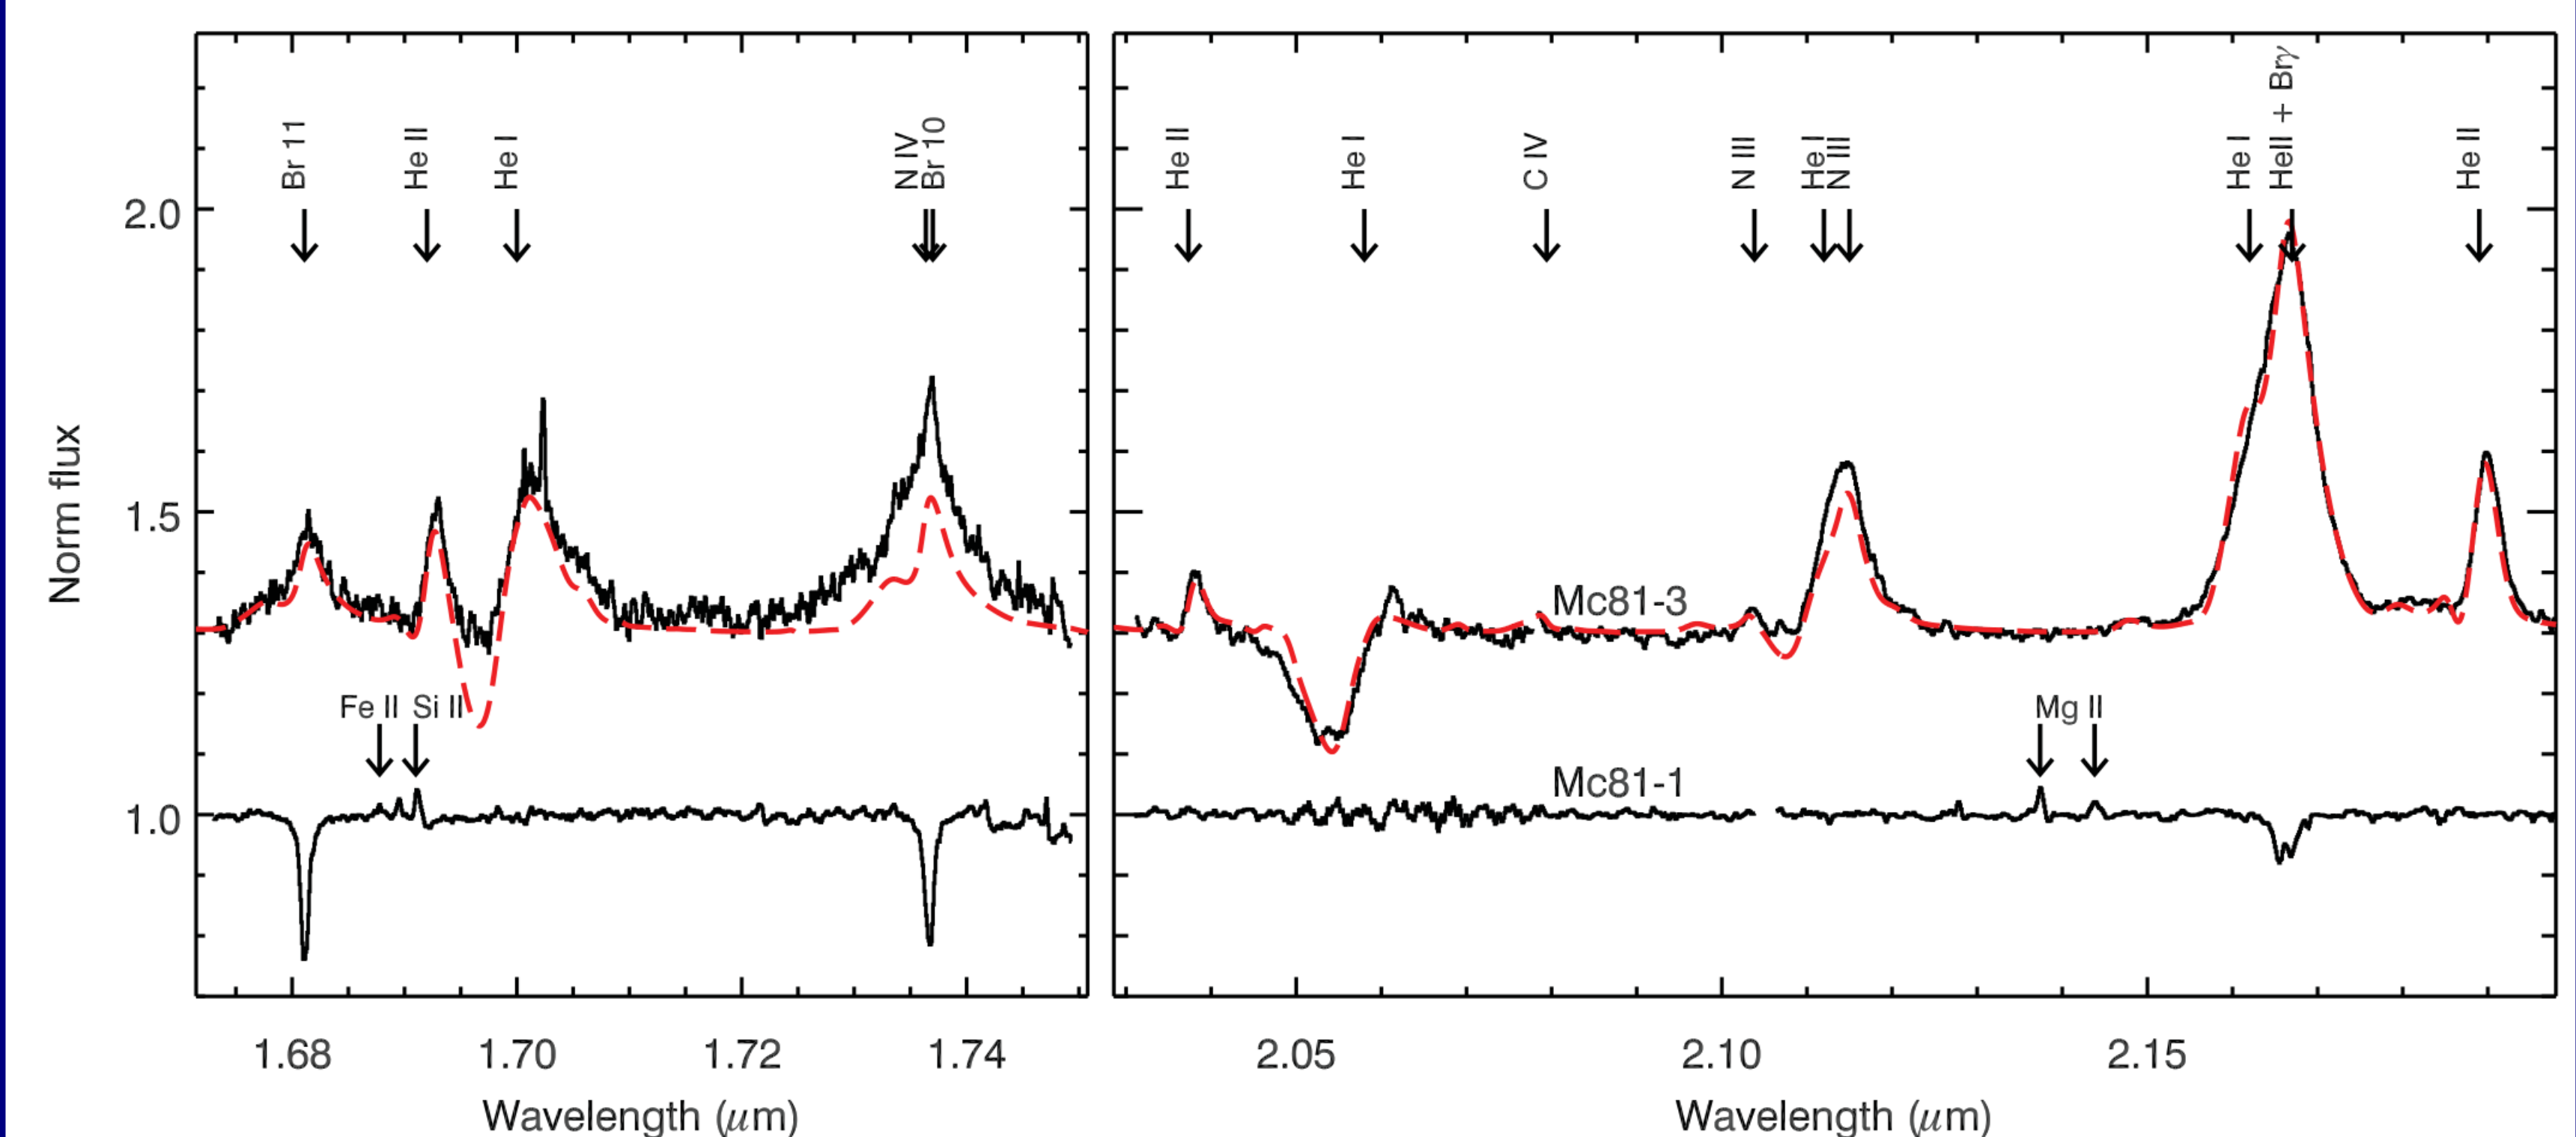 Br 11
He II
He I
N IV
Br 10
He II
He I
C IV
N III
He I
N III
He I
HeII + Brγ
He II
2.0
1.5
1.0
Norm flux
Mc81-3
Fe II
Si II
Mg II
Mc81-1
1.68
1.70
1.72
1.74
2.05
2.10
2.15
Wavelength (μm)
Wavelength (μm)